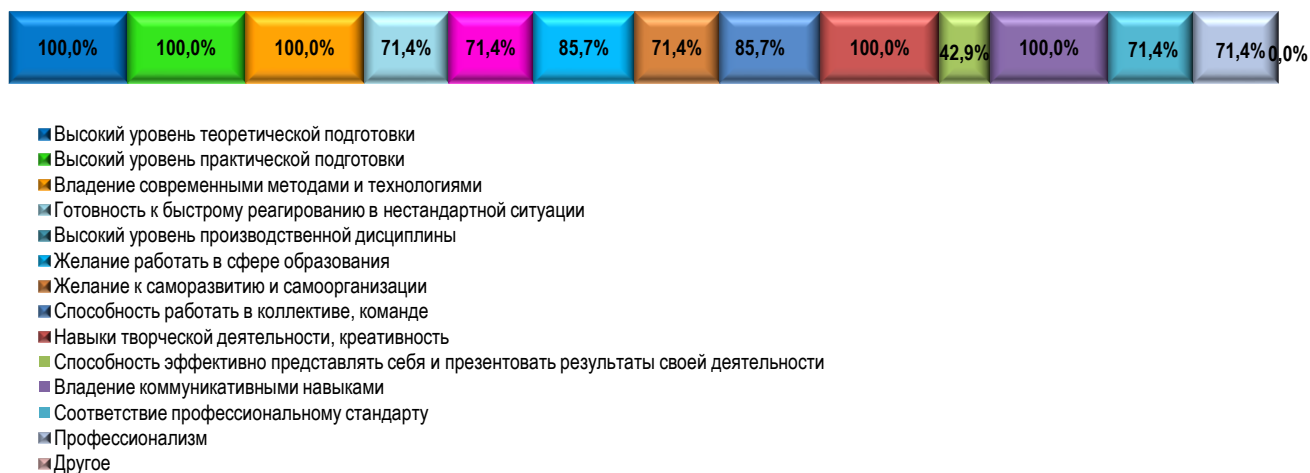 100,0% 100,0% 100,0% 71,4% 71,4% 85,7% 71,4% 85,7% 100,0% 42,9% 100,0% 71,4% 71,4% 0,0%
Высокий уровень теоретической подготовки
Высокий уровень практической подготовки
Владение современными методами и технологиями
Готовность к быстрому реагированию в нестандартной ситуации
Высокий уровень производственной дисциплины
Желание работать в сфере образования
Желание к саморазвитию и самоорганизации
Способность работать в коллективе, команде
Навыки творческой деятельности, креативность
Способность эффективно представлять себя и презентовать результаты своей деятельности
Владение коммуникативными навыками
Соответствие профессиональному стандарту
Профессионализм
Другое